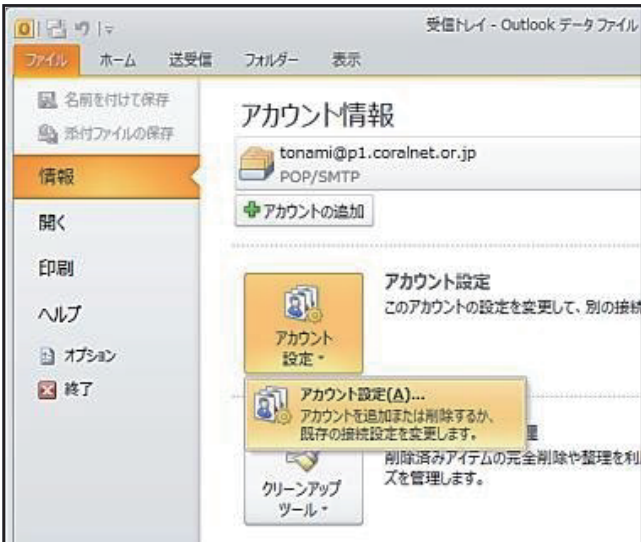 受信トレイ - Outlook データ ファイル
ファイル ホーム 送受信 フォルダー 表示
名前を付けて保存
添付ファイルの保存
情報
開く
印刷
ヘルプ
オプション
終了
アカウント情報
tonami@p1.coralnet.or.jp
POP/SMTP
アカウントの追加
アカウント
設定
アカウント設定
このアカウントの設定を変更して、別の接続
アカウント設定(A)...
アカウントを追加または削除するか、
既存の接続設定を変更します。
理
削除済みアイテムの完全削除や整理を利
ズを管理します。
クリーンアップ
ツール